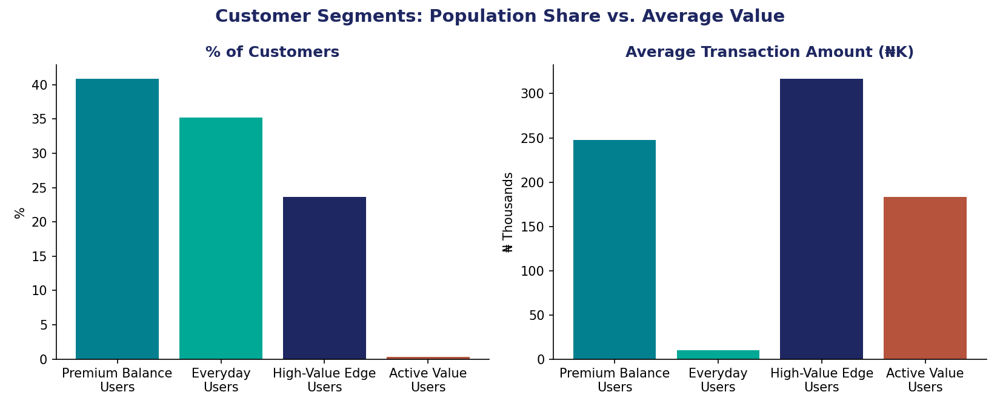 Customer Segments: Population Share vs. Average Value
% of Customers
%
40
35
30
25
20
15
10
5
0
Premium Balance
Users
Everyday
Users
High-Value Edge
Users
Active Value
Users
Average Transaction Amount (₦K)
₦ Thousands
300
250
200
150
100
50
0
Premium Balance
Users
Everyday
Users
High-Value Edge
Users
Active Value
Users